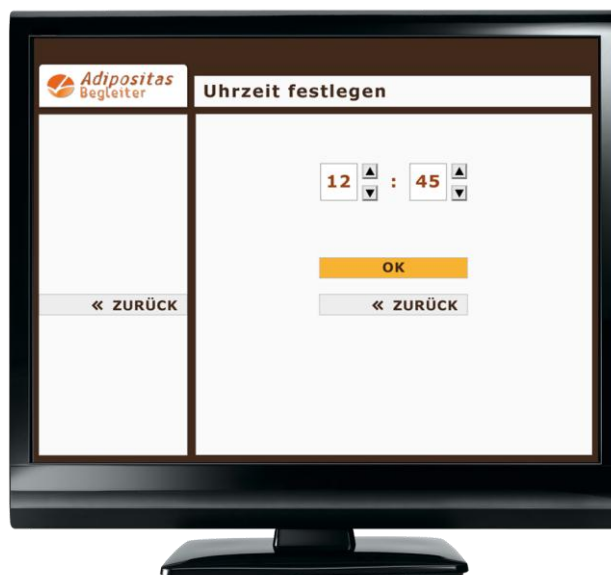 Adipositas
Begleiter
Uhrzeit festlegen
12 : 45
OK
« ZURÜCK
« ZURÜCK